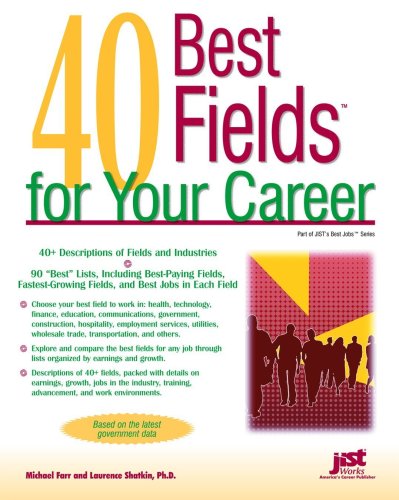 40 Best
Fields™
for Your Career
Part of JIST's Best Jobs™ Series
40+ Descriptions of Fields and Industries
90 "Best" Lists, Including Best-Paying Fields,
Fastest-Growing Fields, and Best Jobs in Each Field
Choose your best field to work in: health, technology,
finance, education, communications, government,
construction, hospitality, employment services, utilities,
wholesale trade, transportation, and others.
Explore and compare the best fields for any job through
lists organized by earnings and growth.
Descriptions of 40+ fields, packed with details on
earnings, growth, jobs in the industry, training,
advancement, and work environments.
Based on the latest
government data
Michael Farr and Laurence Shatkin, Ph.D.
jist
Works
America's Career Publisher